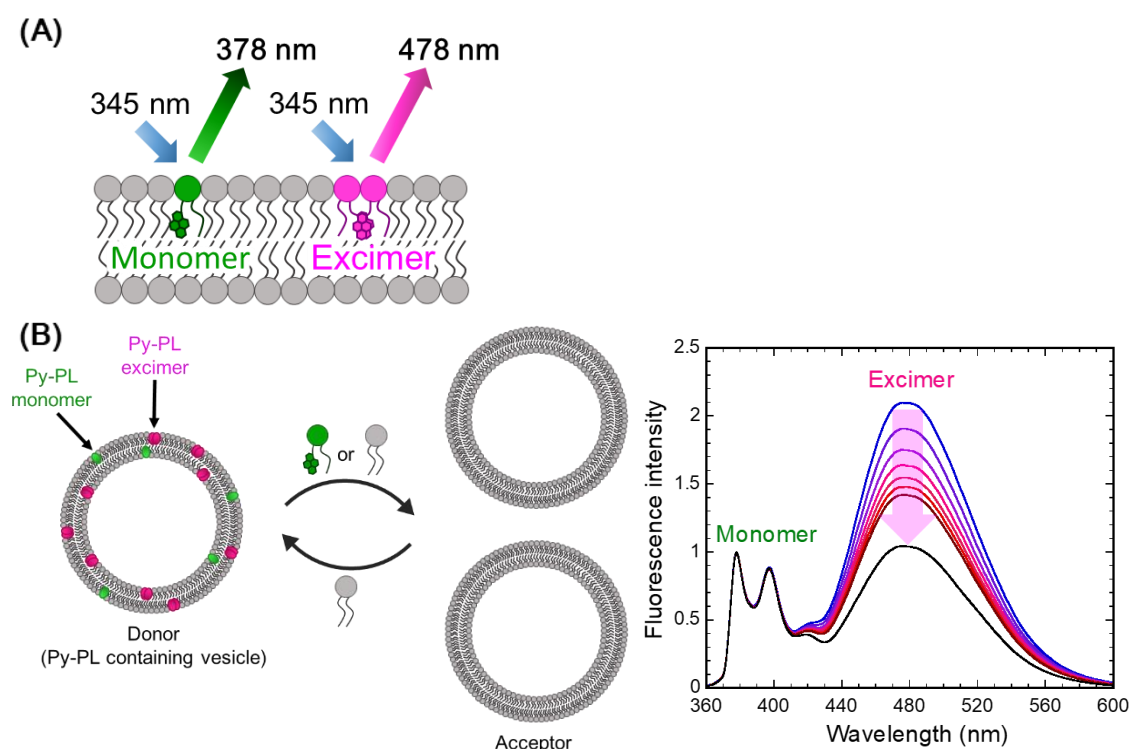 (A)
378 nm
478 nm
345 nm
345 nm
Monomer
Excimer
(B)
Py-PL
excimer
Py-PL
monomer
or
Donor
(Py-PL containing vesicle)
Acceptor
2.5
2
1.5
1
0.5
0
Fluorescence intensity
Excimer
Monomer
360
400
440
480
520
560
600
Wavelength (nm)